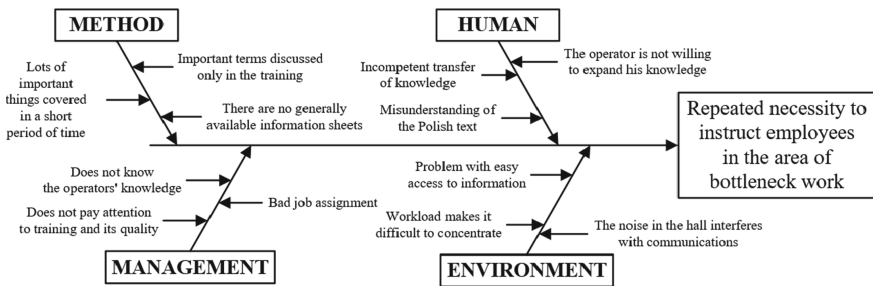 METHOD
HUMAN
Important terms discussed
only in the training
Lots of
important
things covered
in a short
period of time
There are no generally
available information sheets
The operator is not willing
to expand his knowledge
Incompetent transfer
of knowledge
Misunderstanding of
the Polish text
Repeated necessity to
instruct employees
in the area of
bottleneck work
Does not know
the operators' knowledge
Bad job assignment
Does not pay attention
to training and its quality
Problem with easy
access to information
Workload makes it
difficult to concentrate
The noise in the hall interferes
with communications
MANAGEMENT
ENVIRONMENT